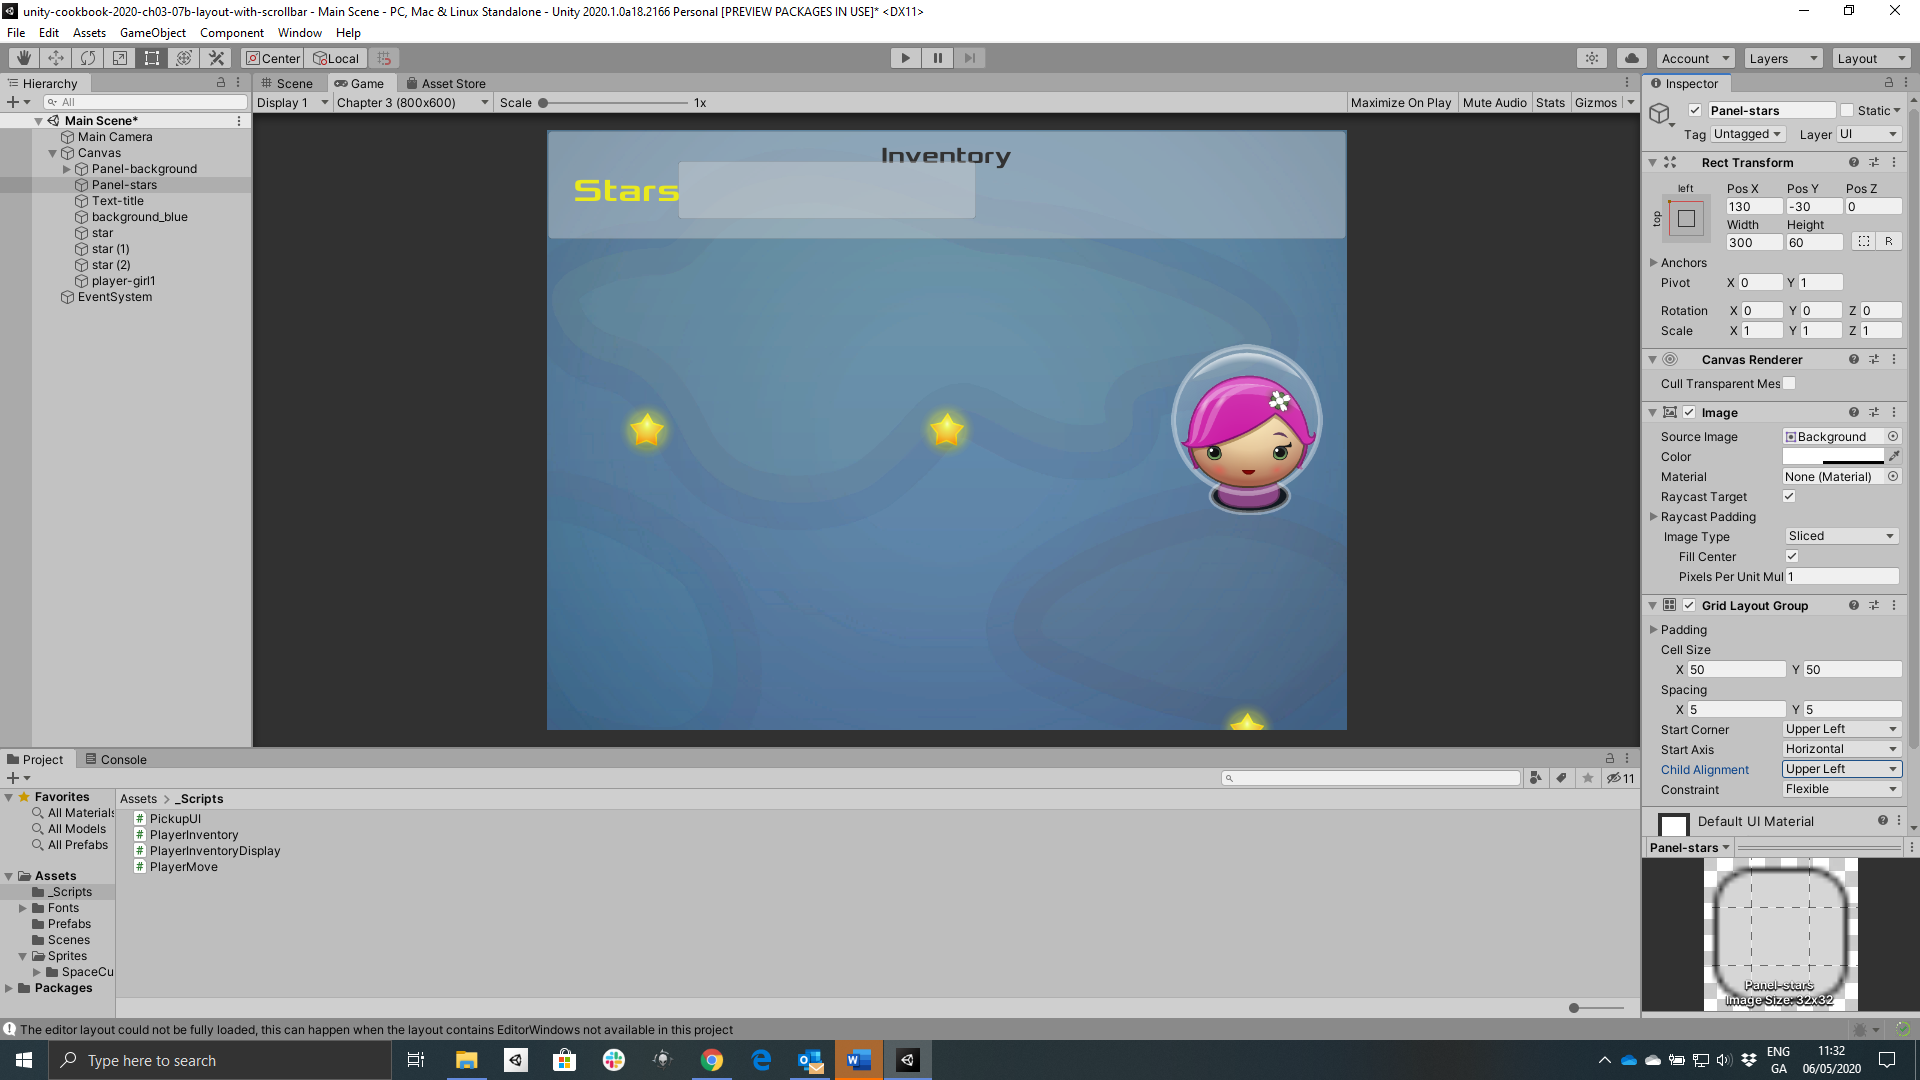 unity-cookbook-2020-ch03-07b-layout-with-scrollbar - Main Scene - PC, Mac & Linux Standalone - Unity 2020.1.0a18.2166 Personal [PREVIEW PACKAGES IN USE]* <DX11>
File Edit Assets GameObject Component Window Help
Center Local Account Layers Layout
Hierarchy Scene Game Asset Store Inspector
All Display 1 Chapter 3 (800x600) Scale 1x Maximize On Play Mute Audio Stats Gizmos
Main Scene*
Main Camera
Canvas
Panel-background
Panel-stars
Text-title
background_blue
star
star (1)
star (2)
player-girl1
EventSystem
Inventory
Stars
Panel-stars Static
Tag Untagged Layer UI
Rect Transform
left Pos X Pos Y Pos Z
top 130 -30 0
Width Height
300 60 R
Anchors
Pivot X 0 Y 1
Rotation X 0 Y 0 Z 0
Scale X 1 Y 1 Z 1
Canvas Renderer
Cull Transparent Mes
Image
Source Image Background
Color
Material None (Material)
Raycast Target
Raycast Padding
Image Type Sliced
Fill Center
Pixels Per Unit Mul 1
Grid Layout Group
Padding
Cell Size
X 50 Y 50
Spacing
X 5 Y 5
Start Corner Upper Left
Start Axis Horizontal
Child Alignment Upper Left
Constraint Flexible
Default UI Material
Panel-stars
Panel-stars
Image Size: 32x32
Project Console
11
Favorites
All Materials
All Models
All Prefabs
Assets
_Scripts
Fonts
Prefabs
Scenes
Sprites
SpaceCu
Packages
Assets > _Scripts
PickupUI
PlayerInventory
PlayerInventoryDisplay
PlayerMove
The editor layout could not be fully loaded, this can happen when the layout contains EditorWindows not available in this project
Type here to search
ENG
GA
11:32
06/05/2020